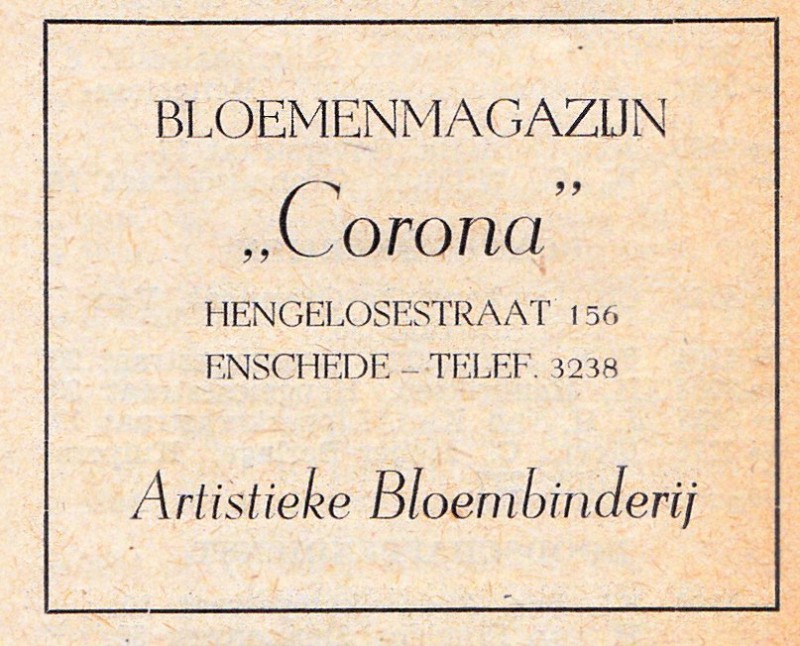 BLOEMENMAGAZIJN
„Corona”
HENGELOSESTRAAT 156
ENSCHEDE – TELEF. 3238
Artistieke Bloembinderij